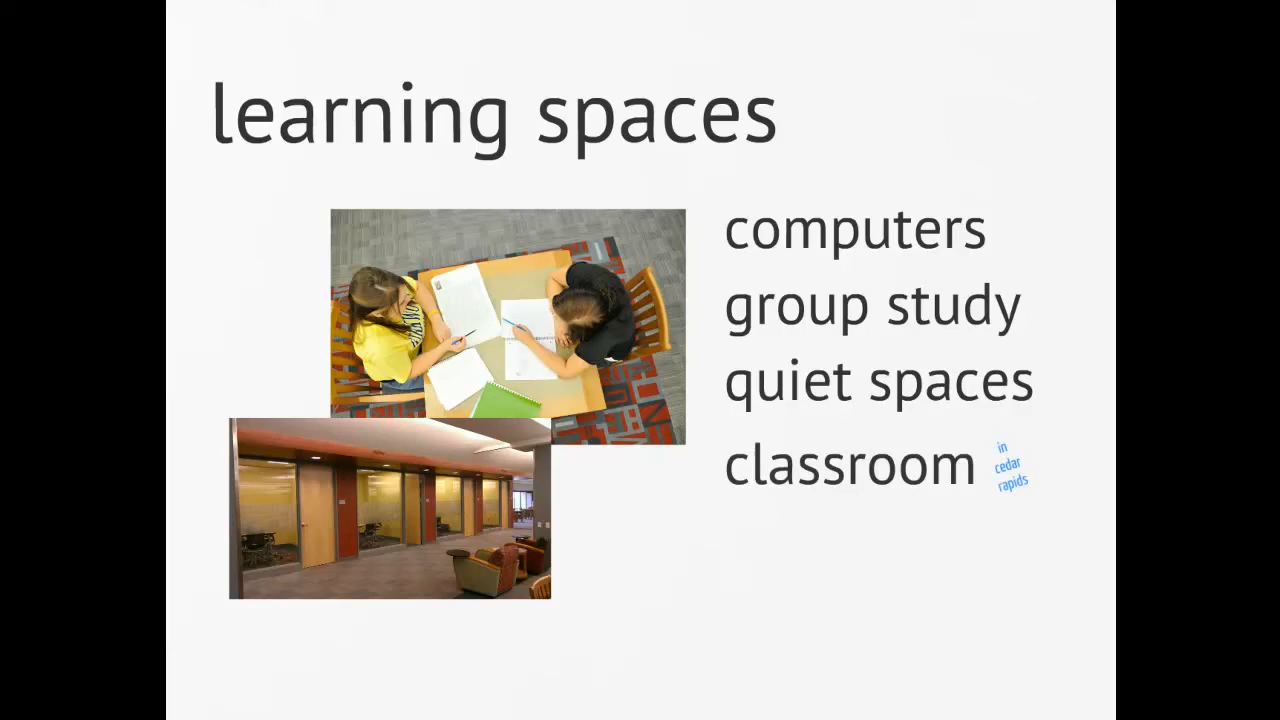 learning spaces
computers
group study
quiet spaces
classroom
in
cedar
rapids